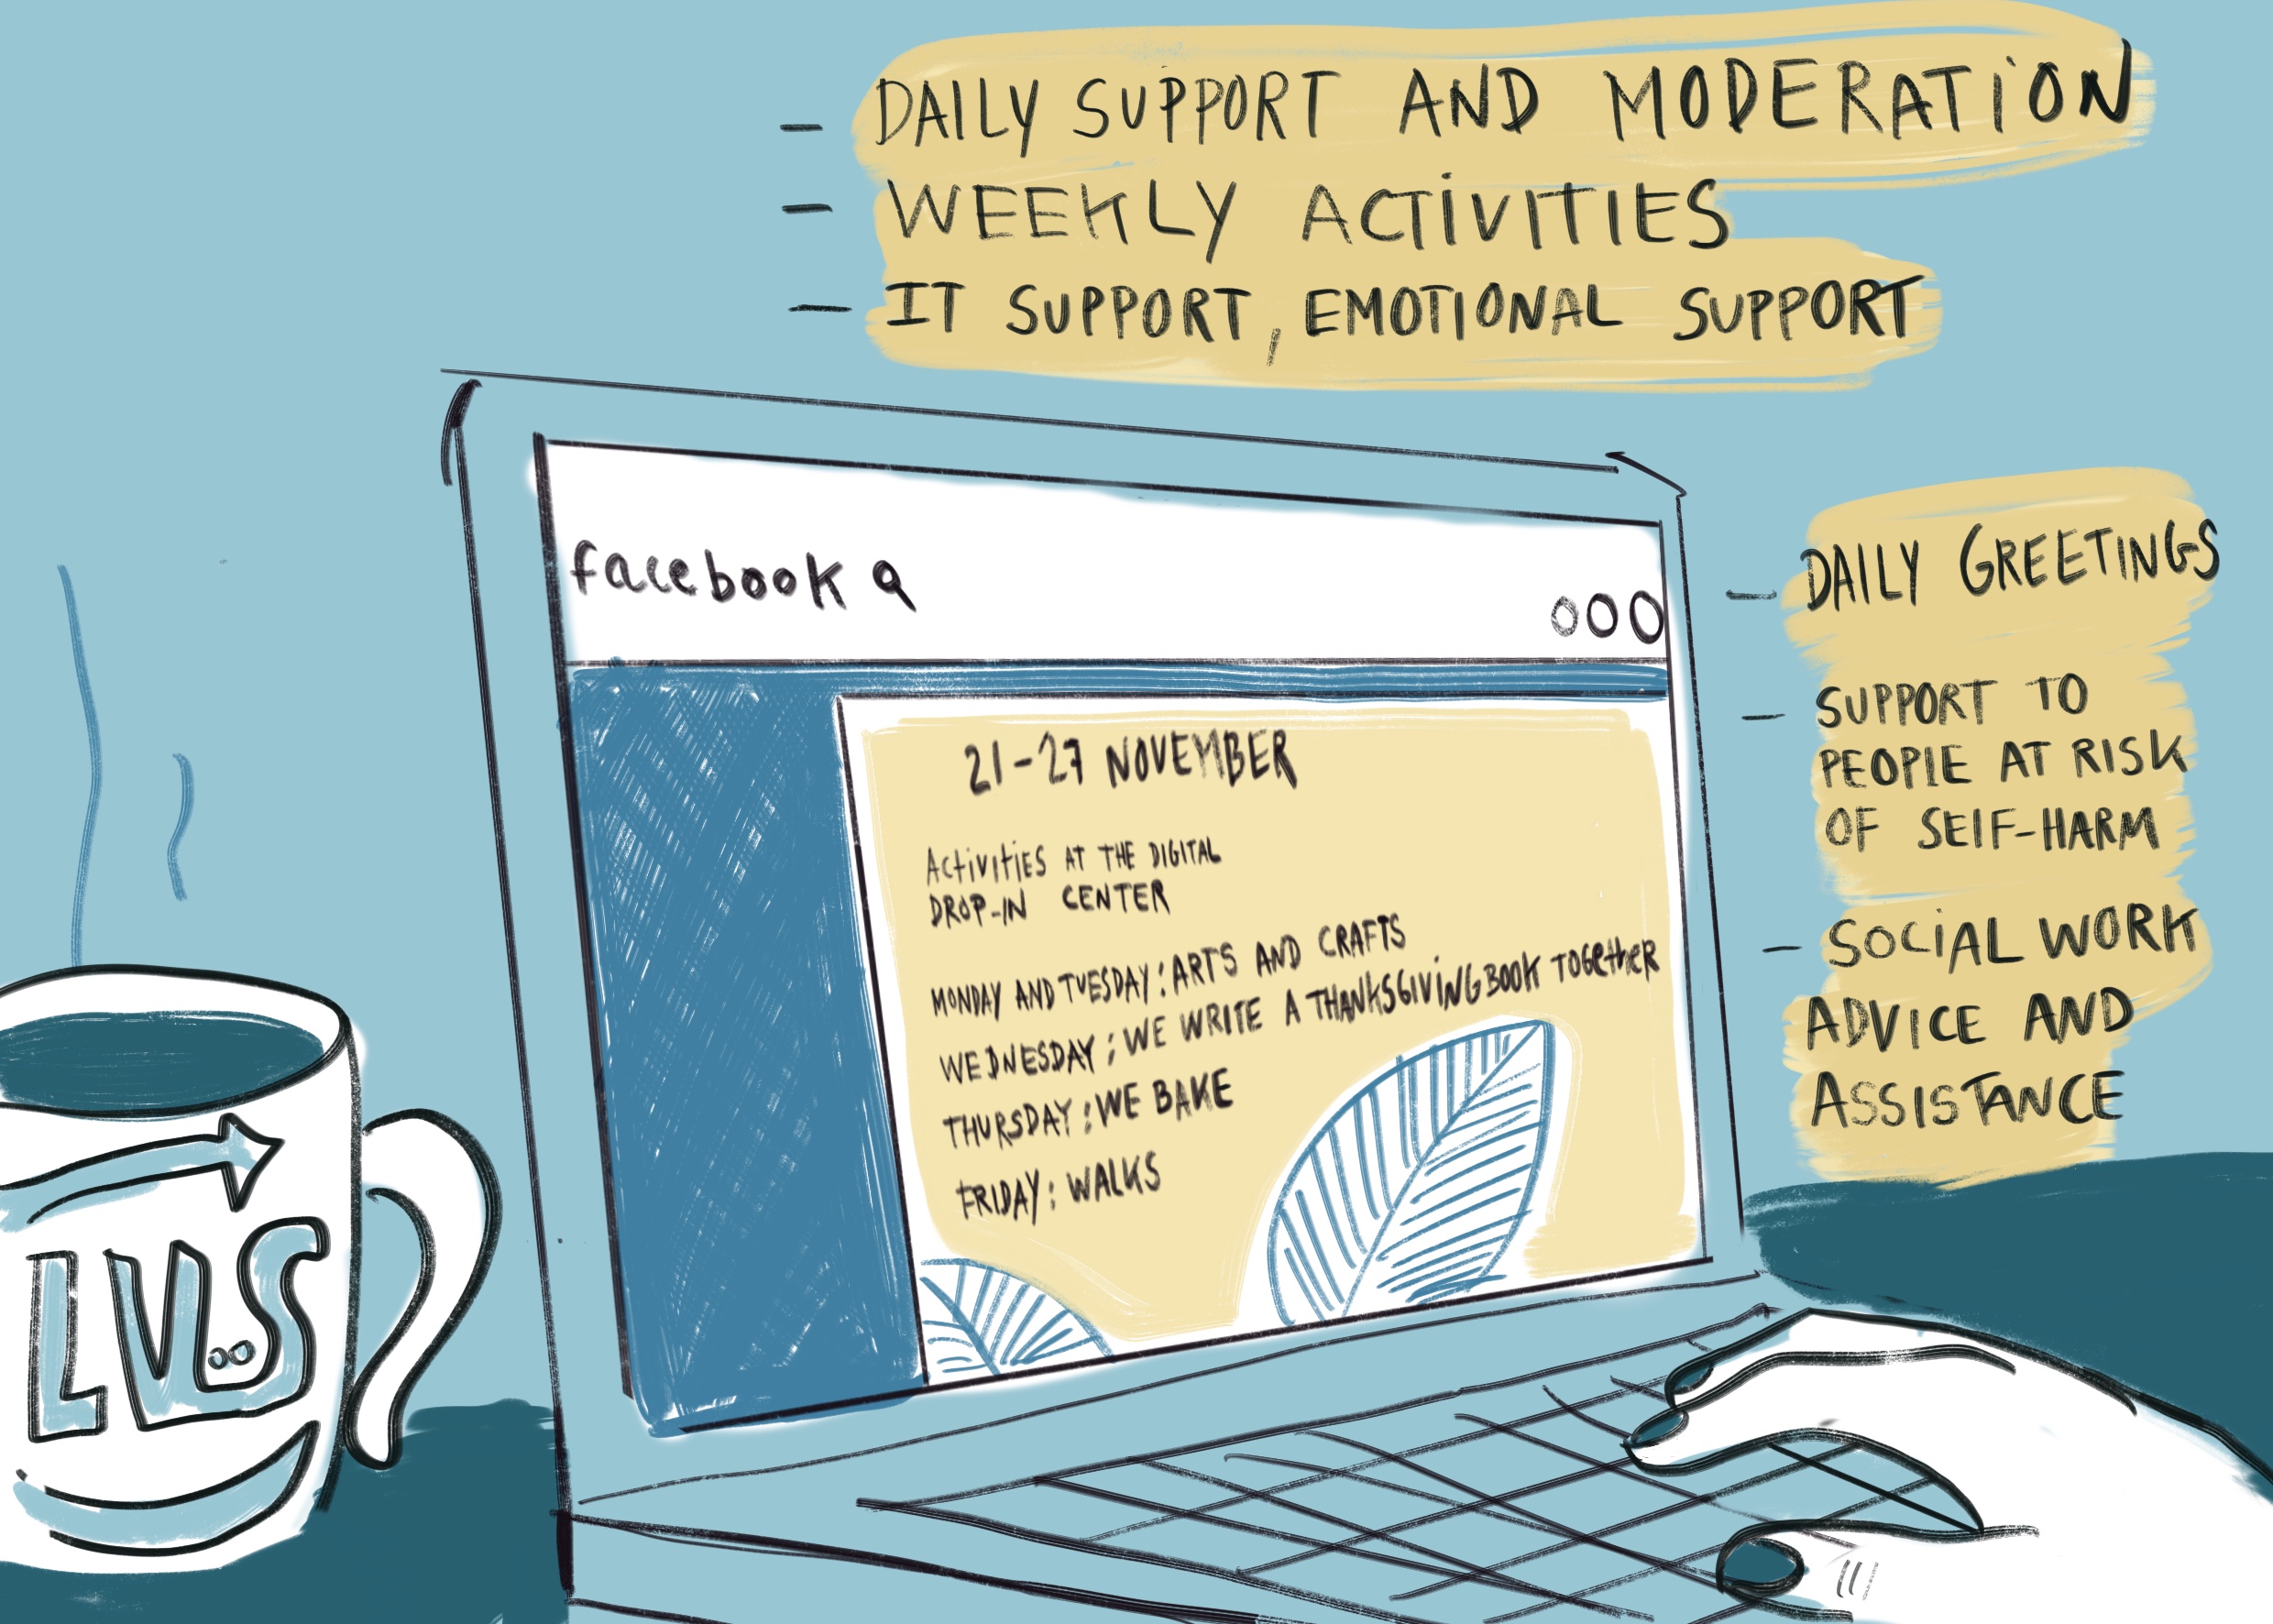 - DAILY SUPPORT AND MODERATION
- WEEKLY ACTIVITIES
- IT SUPPORT, EMOTIONAL SUPPORT
facebook
21-27 NOVEMBER
Activities AT THE DIGITAL
DROP-IN CENTER
MONDAY AND TUESDAY: ARTS AND CRAFTS
WEDNESDAY: WE WRITE A THANKSGIVING BOOK TOGETHER
THURSDAY: WE BAKE
FRIDAY: WALKS
- DAILY GREETINGS
- SUPPORT TO
PEOPLE AT RISK
OF SELF-HARM
- SOCIAL WORK
ADVICE AND
ASSISTANCE
LVS